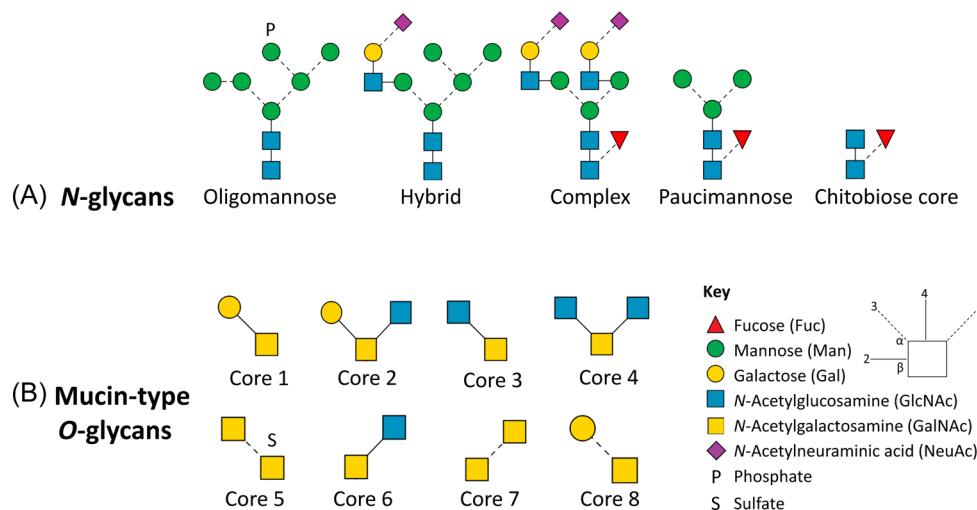 P
Oligomannose
Hybrid
Complex
Paucimannose
Chitobiose core
(A) N-glycans
Core 1
Core 2
Core 3
Core 4
(B) Mucin-type
O-glycans
S
Core 5
Core 6
Core 7
Core 8
Key
Fucose (Fuc)
Mannose (Man)
Galactose (Gal)
N-Acetylglucosamine (GlcNAc)
N-Acetylgalactosamine (GalNAc)
N-Acetylneuraminic acid (NeuAc)
P Phosphate
S Sulfate
4
3
α
2
β